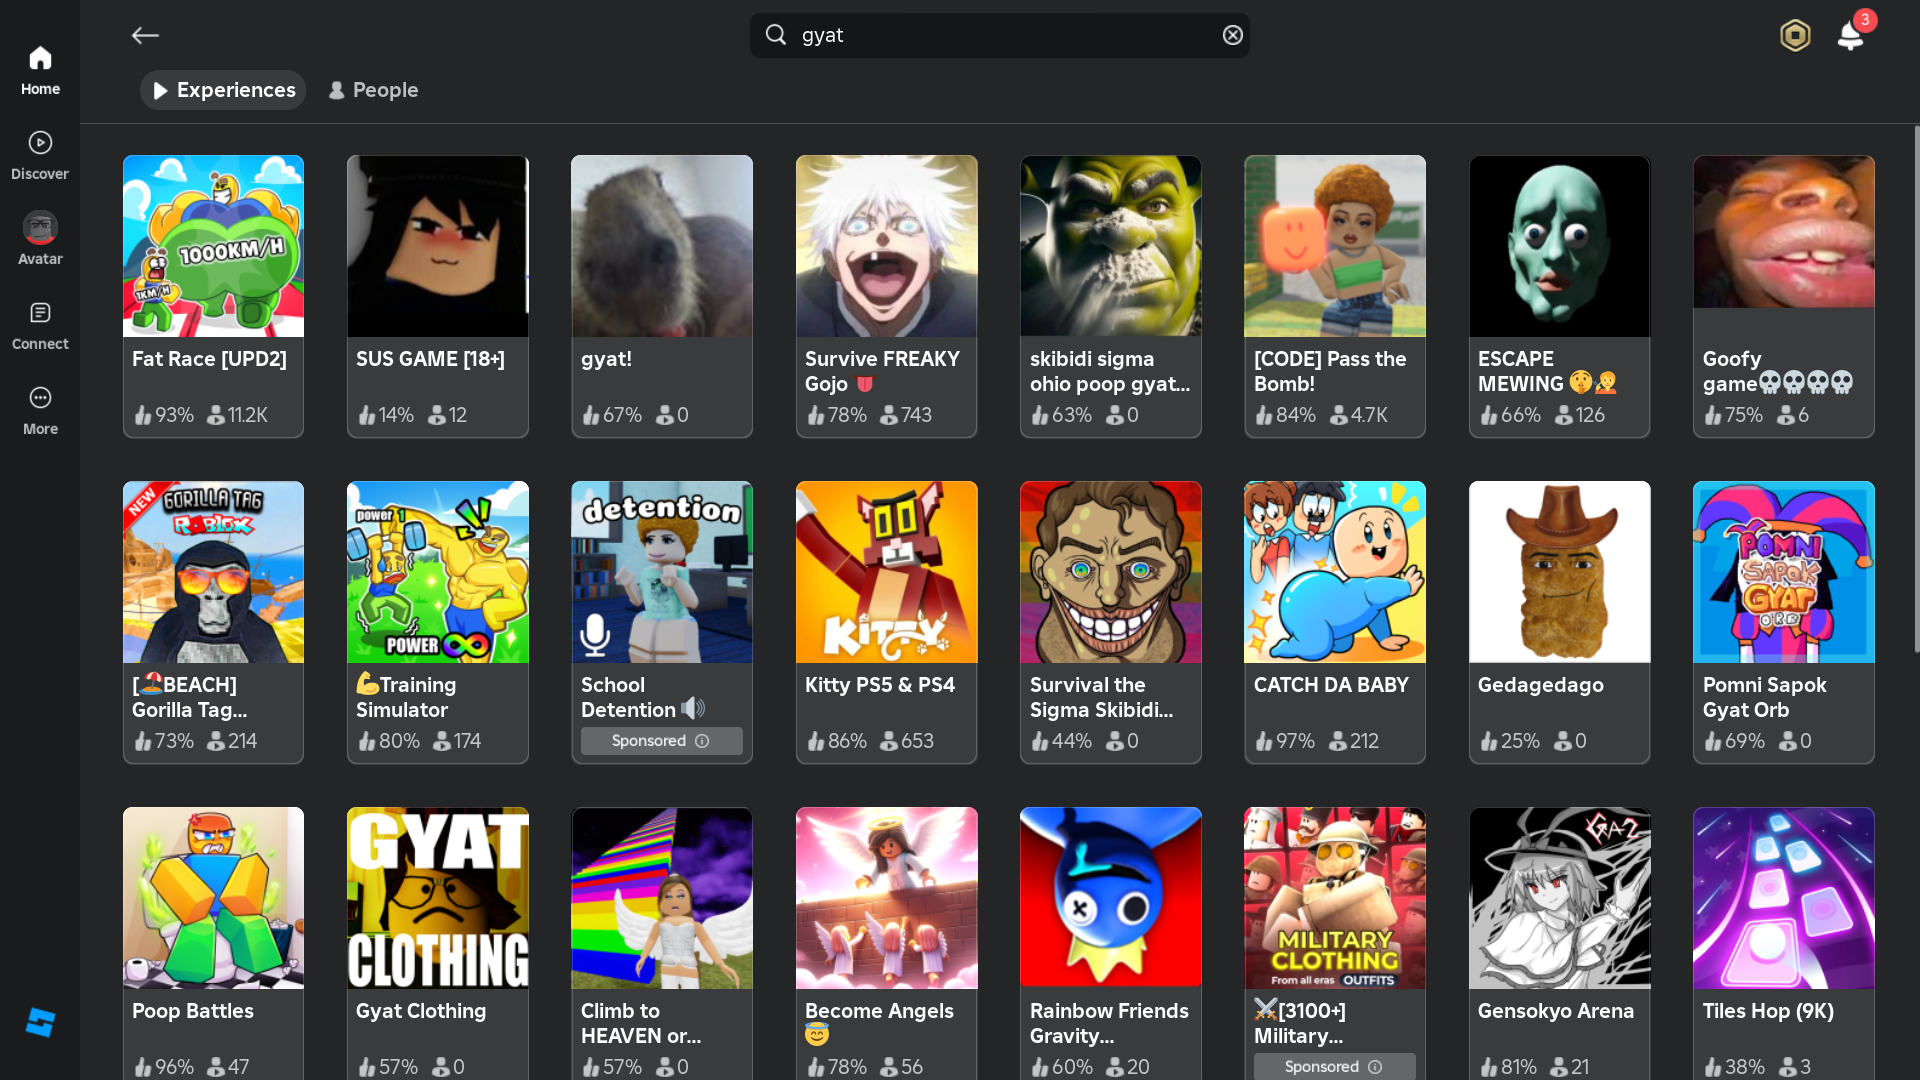 gyat
3
Experiences
People
Home
Discover
Avatar
Connect
More
1000KM/H
1KM/H
Fat Race [UPD2]
93% 11.2K
SUS GAME [18+]
14% 12
gyat!
67% 0
Survive FREAKY
Gojo 👅
78% 743
skibidi sigma
ohio poop gyat...
63% 0
[CODE] Pass the
Bomb!
84% 4.7K
ESCAPE
MEWING 🤫🧏
66% 126
Goofy
game💀💀💀💀
75% 6
NEW
GORILLA TAG
ROBLOX
[🏖️BEACH]
Gorilla Tag...
73% 214
power 1
POWER ∞
💪Training
Simulator
80% 174
detention
School
Detention 🔊
Sponsored
KITTY
Kitty PS5 & PS4
86% 653
Survival the
Sigma Skibidi...
44% 0
CATCH DA BABY
97% 212
Gedagedago
25% 0
POMNI
SAPOK
GYAT
ORB
Pomni Sapok
Gyat Orb
69% 0
Poop Battles
96% 47
GYAT
CLOTHING
Gyat Clothing
57% 0
Climb to
HEAVEN or...
57% 0
Become Angels
😇
78% 56
Rainbow Friends
Gravity...
60% 20
MILITARY
CLOTHING
From all eras OUTFITS
⚔️[3100+]
Military...
Sponsored
GA2
Gensokyo Arena
81% 21
Tiles Hop (9K)
38% 3